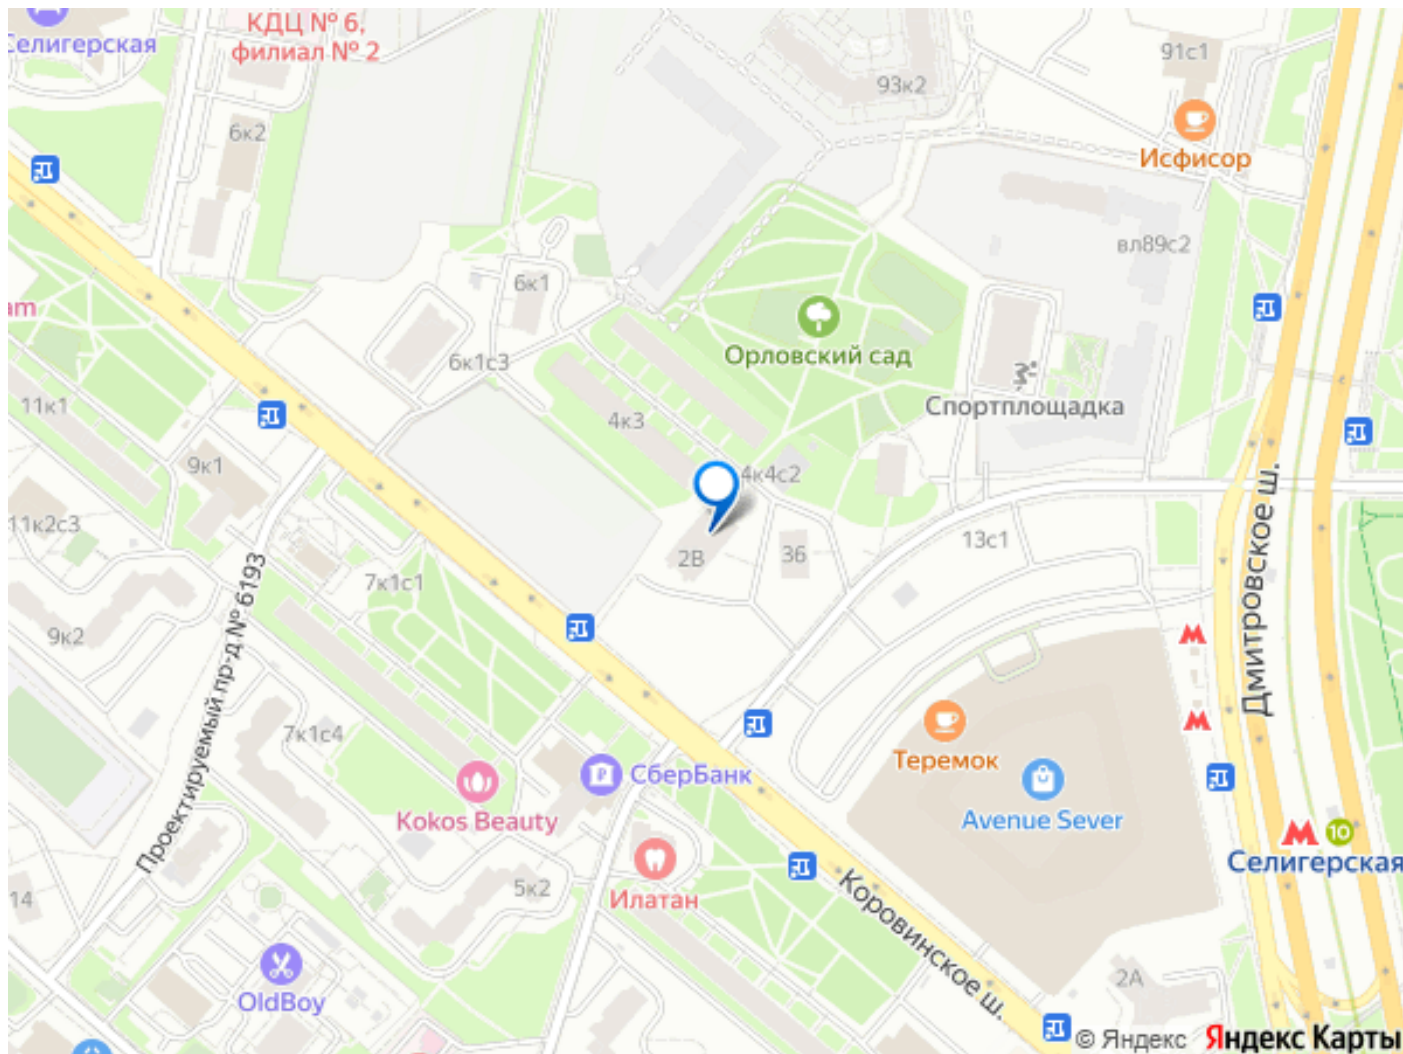 КДЦ № 6,
филиал № 2
Селигерская
91с1
93к2
6к2
Исфисор
вл89с2
6к1
am
Орловский сад
6к1с3
11к1
4к3
Спортплощадка
9к1
4к4с2
11к2с3
13с1
2В
36
7к1с1
9к2
Проектируемый пр-д № 6193
Дмитровское ш.
7к1с4
Теремок
СберБанк
Kokos Beauty
Avenue Sever
10
Селигерская
5к2
Илатан
14
Коровинское ш.
2А
OldBoy
© Яндекс Яндекс Карты